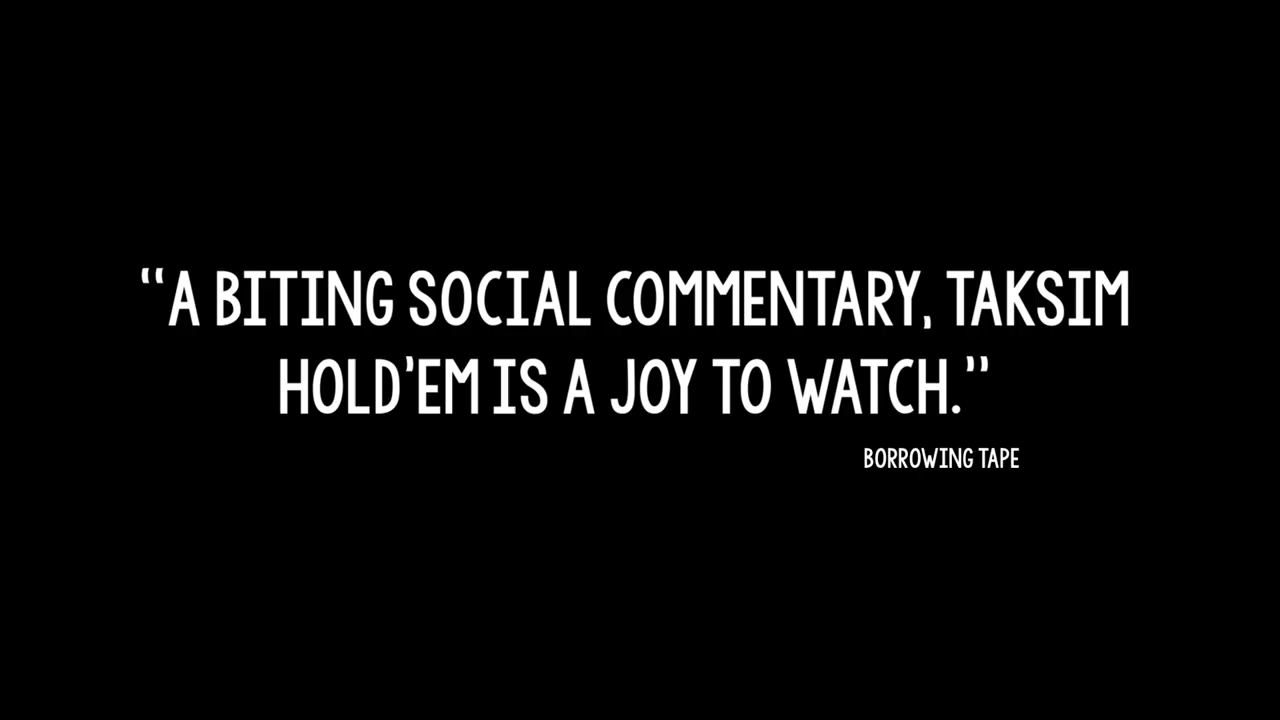 “A BITING SOCIAL COMMENTARY, TAKSIM
HOLD’EM IS A JOY TO WATCH.”
BORROWING TAPE